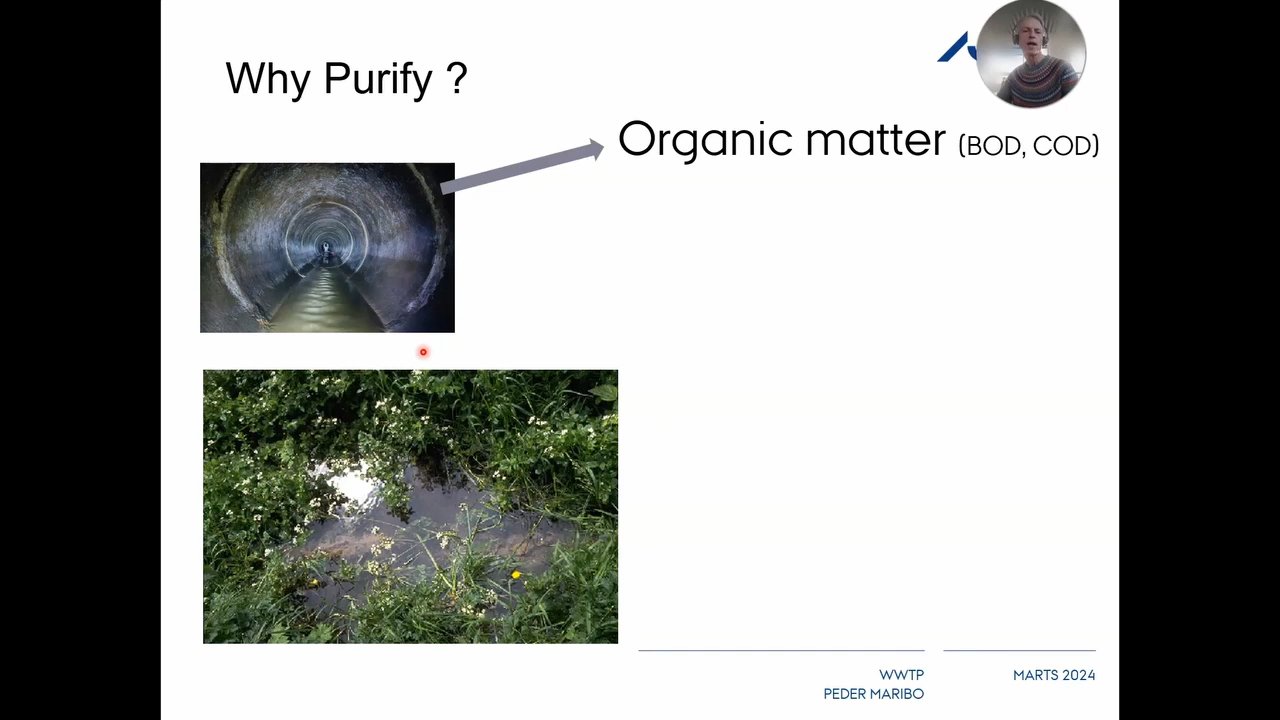 Why Purify ?
Organic matter (BOD, COD)
WWTP
PEDER MARIBO
MARTS 2024